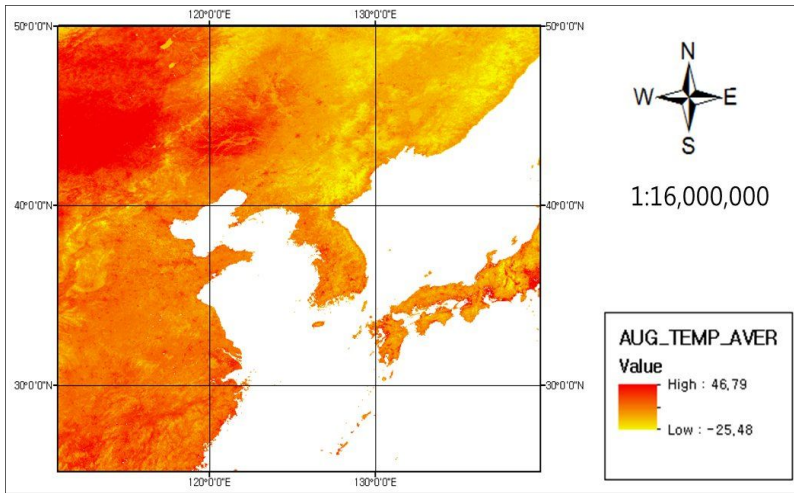 120°0'0"E 130°0'0"E
50°0'0"N 50°0'0"N
40°0'0"N 40°0'0"N
30°0'0"N 30°0'0"N
120°0'0"E 130°0'0"E
N
W E
S
1:16,000,000
AUG_TEMP_AVER
Value
High : 46,79
Low : -25,48